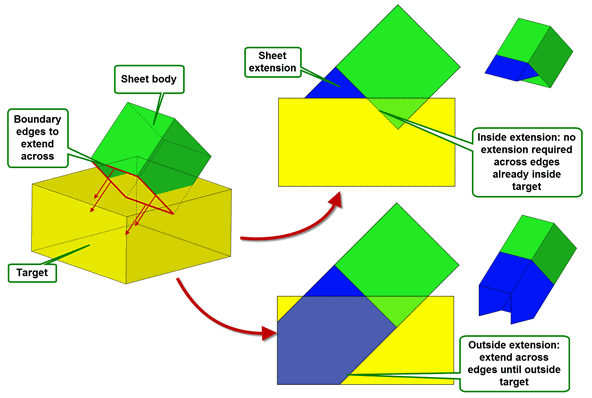 Sheet body
Boundary
edges to
extend
across
Target
Sheet
extension
Inside extension: no
extension required
across edges
already inside
target
Outside extension:
extend across
edges until outside
target